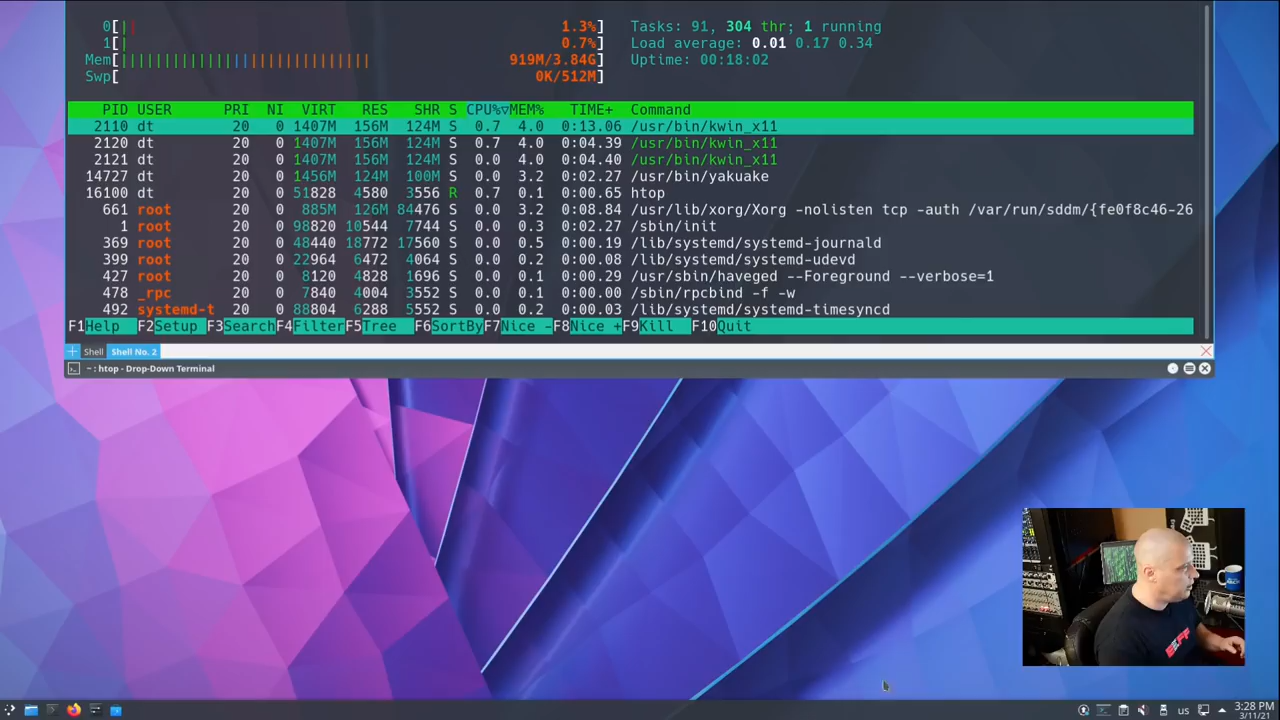 0[|| 1.3%] Tasks: 91, 304 thr; 1 running
1[| 0.7%] Load average: 0.01 0.17 0.34
Mem[|||||||||||||||||||||||||||||| 919M/3.84G] Uptime: 00:18:02
Swp[ 0K/512M]
PID USER PRI NI VIRT RES SHR S CPU%▽MEM% TIME+ Command
2110 dt 20 0 1407M 156M 124M S 0.7 4.0 0:13.06 /usr/bin/kwin_x11
2120 dt 20 0 1407M 156M 124M S 0.7 4.0 0:04.39 /usr/bin/kwin_x11
2121 dt 20 0 1407M 156M 124M S 0.0 4.0 0:04.40 /usr/bin/kwin_x11
14727 dt 20 0 1456M 124M 100M S 0.0 3.2 0:02.27 /usr/bin/yakuake
16100 dt 20 0 51828 4580 3556 R 0.7 0.1 0:00.65 htop
661 root 20 0 885M 126M 84476 S 0.0 3.2 0:08.84 /usr/lib/xorg/Xorg -nolisten tcp -auth /var/run/sddm/{fe0f8c46-26
1 root 20 0 98820 10544 7744 S 0.0 0.3 0:02.27 /sbin/init
369 root 20 0 48440 18772 17560 S 0.0 0.5 0:00.19 /lib/systemd/systemd-journald
399 root 20 0 22964 6472 4064 S 0.0 0.2 0:00.08 /lib/systemd/systemd-udevd
427 root 20 0 8120 4828 1696 S 0.0 0.1 0:00.29 /usr/sbin/haveged --Foreground --verbose=1
478 _rpc 20 0 7840 4004 3552 S 0.0 0.1 0:00.00 /sbin/rpcbind -f -w
492 systemd-t 20 0 88804 6288 5552 S 0.0 0.2 0:00.03 /lib/systemd/systemd-timesyncd
F1Help F2Setup F3SearchF4FilterF5Tree F6SortByF7Nice -F8Nice +F9Kill F10Quit
Shell Shell No. 2
~ : htop - Drop-Down Terminal
us 3:28 PM
3/11/21